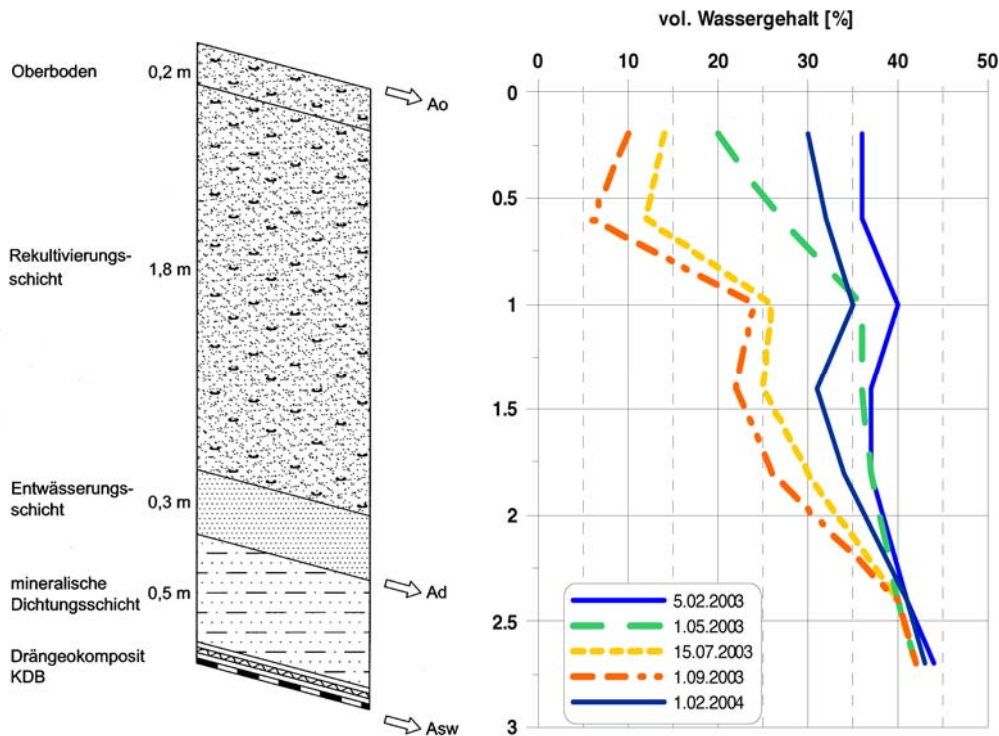 Oberboden
0,2 m
Ao
Rekultivierungs-
schicht
1,8 m
Entwässerungs-
schicht
0,3 m
mineralische
Dichtungsschicht
0,5 m
Ad
Drängeokomposit
KDB
Asw
vol. Wassergehalt [%]
0 10 20 30 40 50
0
0.5
1
1.5
2
2.5
3
5.02.2003
1.05.2003
15.07.2003
1.09.2003
1.02.2004